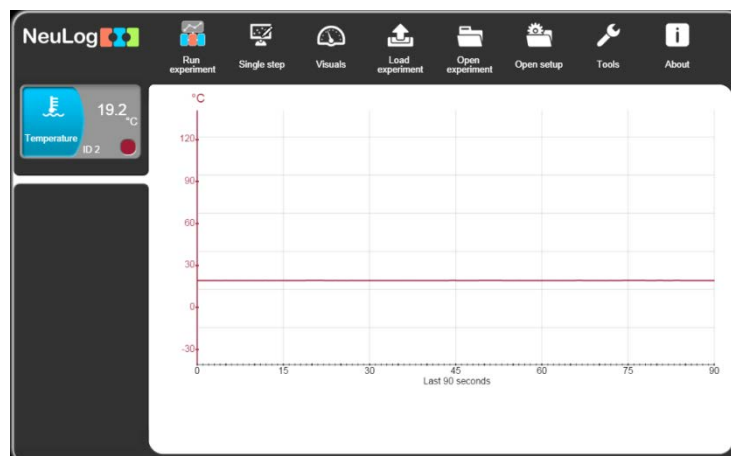 NeuLog
Run experiment
Single step
Visuals
Load experiment
Open experiment
Open setup
Tools
i
About
Temperature
19.2 °C
ID 2
°C
120
90
60
30
0
-30
0 15 30 45 60 75 90
Last 90 seconds